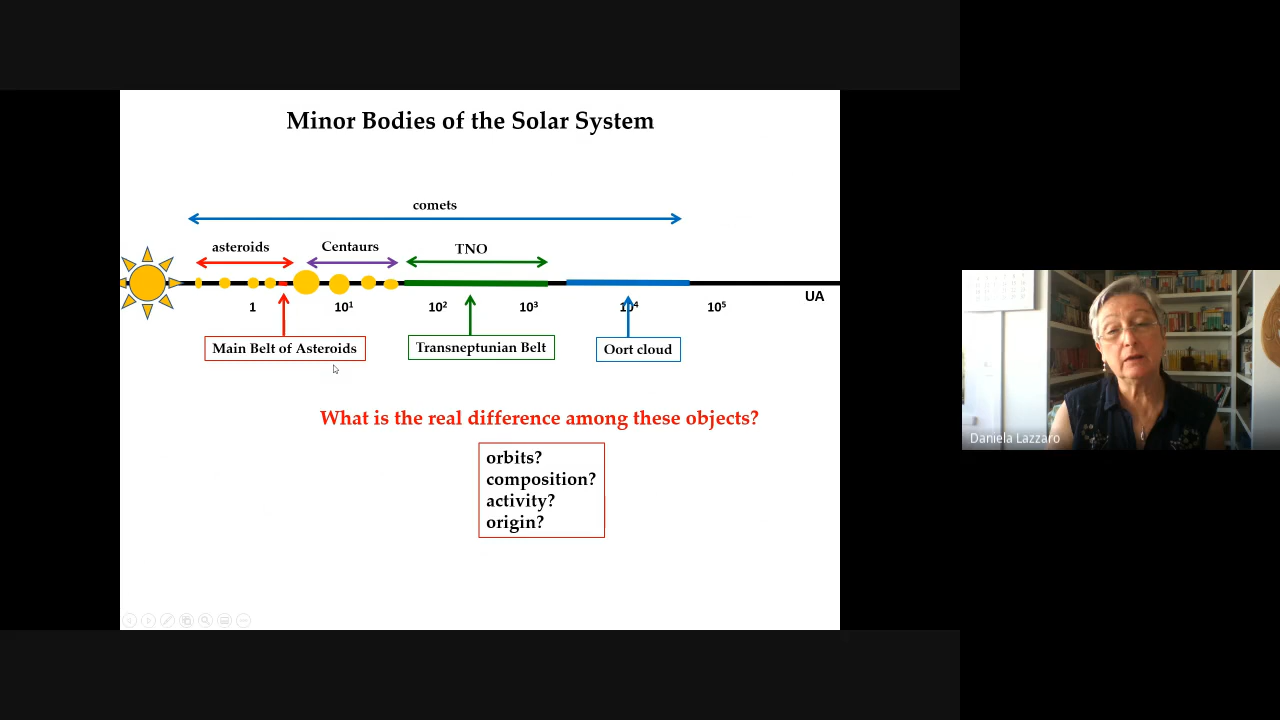 Minor Bodies of the Solar System
comets
asteroids
Centaurs
TNO
1
10¹
10²
10³
10⁴
10⁵
UA
Main Belt of Asteroids
Transneptunian Belt
Oort cloud
What is the real difference among these objects?
orbits?
composition?
activity?
origin?
Daniela Lazzaro